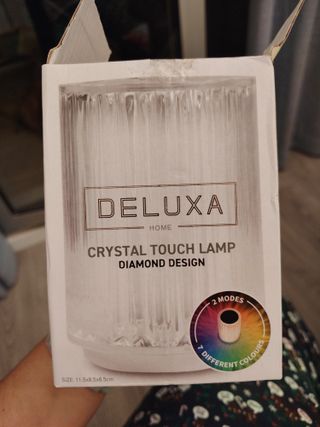 DELUXA
HOME
CRYSTAL TOUCH LAMP
DIAMOND DESIGN
2 MODES
7 DIFFERENT COLOURS
SIZE: 11.5x8.5x8.5cm